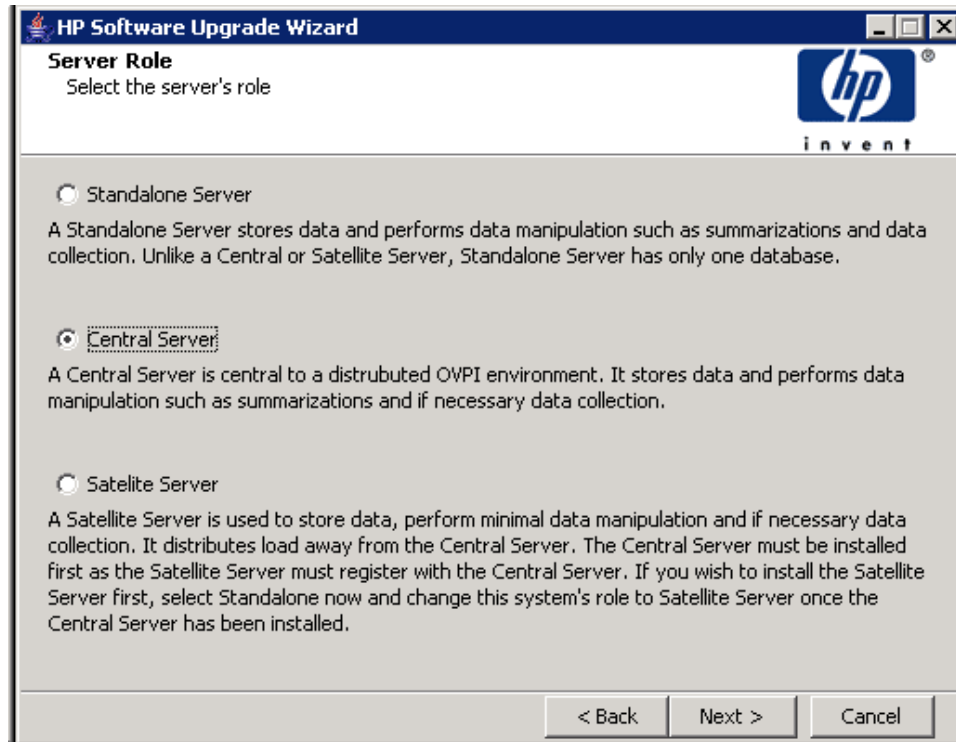 HP Software Upgrade Wizard
Server Role
Select the server's role
hp
®
invent
Standalone Server
A Standalone Server stores data and performs data manipulation such as summarizations and data
collection. Unlike a Central or Satellite Server, Standalone Server has only one database.
Central Server
A Central Server is central to a distrubuted OVPI environment. It stores data and performs data
manipulation such as summarizations and if necessary data collection.
Satelite Server
A Satellite Server is used to store data, perform minimal data manipulation and if necessary data
collection. It distributes load away from the Central Server. The Central Server must be installed
first as the Satellite Server must register with the Central Server. If you wish to install the Satellite
Server first, select Standalone now and change this system's role to Satellite Server once the
Central Server has been installed.
< Back
Next >
Cancel